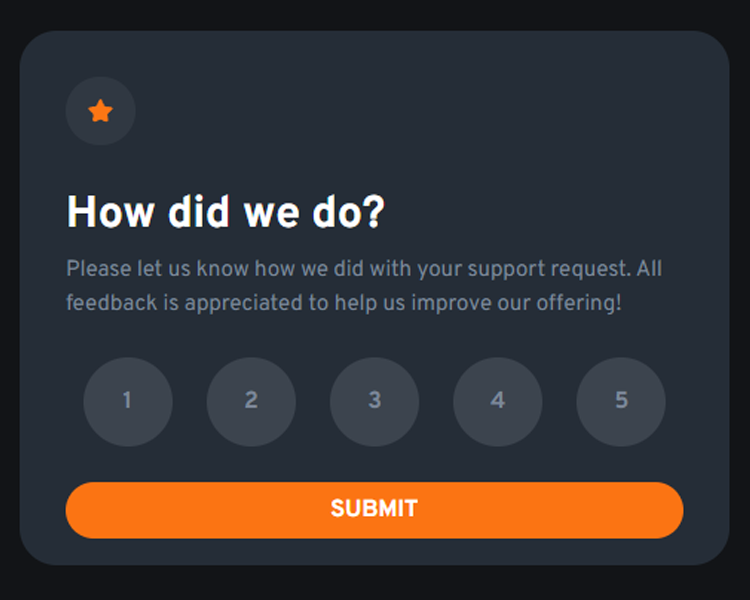 How did we do?
Please let us know how we did with your support request. All
feedback is appreciated to help us improve our offering!
1 2 3 4 5
SUBMIT